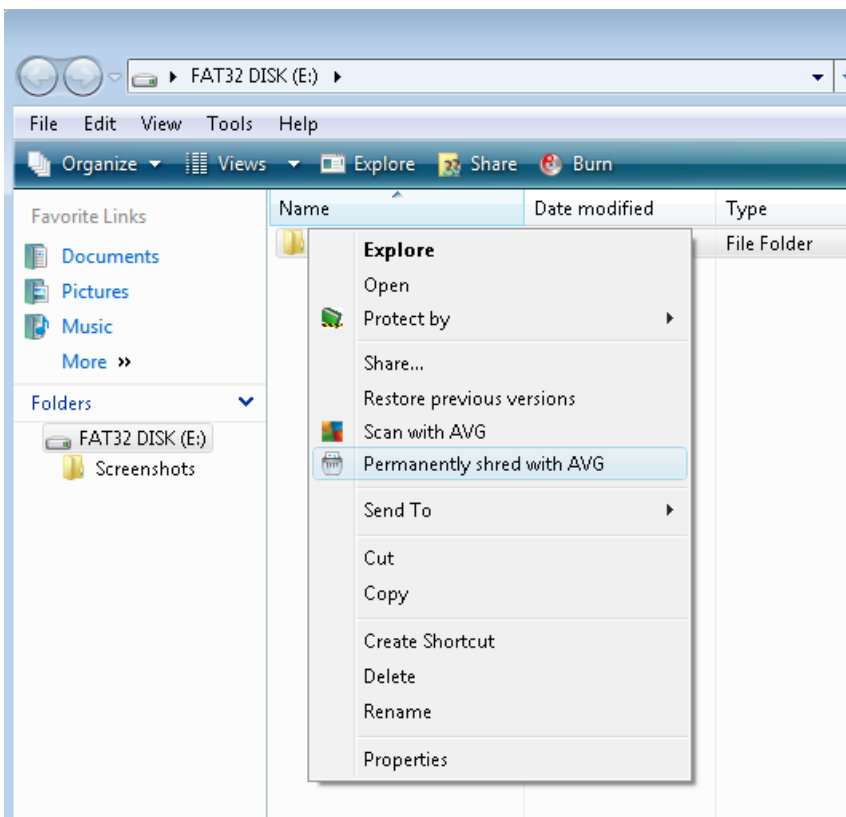 FAT32 DISK (E:)
File Edit View Tools Help
Organize Views Explore Share Burn
Favorite Links
Documents
Pictures
Music
More »
Folders
FAT32 DISK (E:)
Screenshots
Name Date modified Type
File Folder
Explore
Open
Protect by
Share...
Restore previous versions
Scan with AVG
Permanently shred with AVG
Send To
Cut
Copy
Create Shortcut
Delete
Rename
Properties